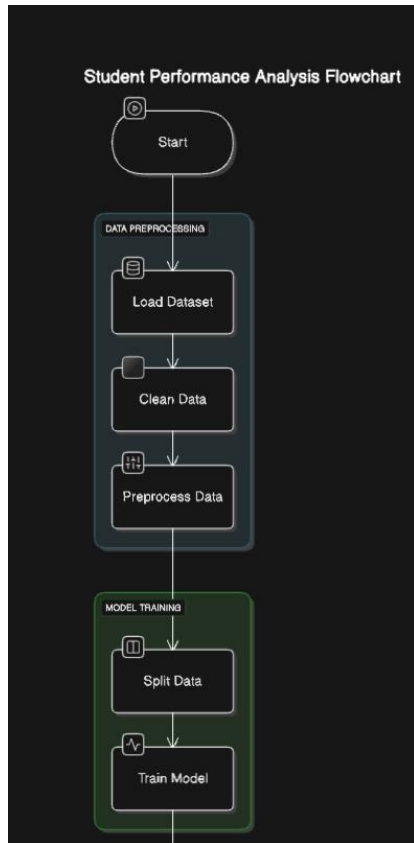 Student Performance Analysis Flowchart
Start
DATA PREPROCESSING
Load Dataset
Clean Data
Preprocess Data
MODEL TRAINING
Split Data
Train Model